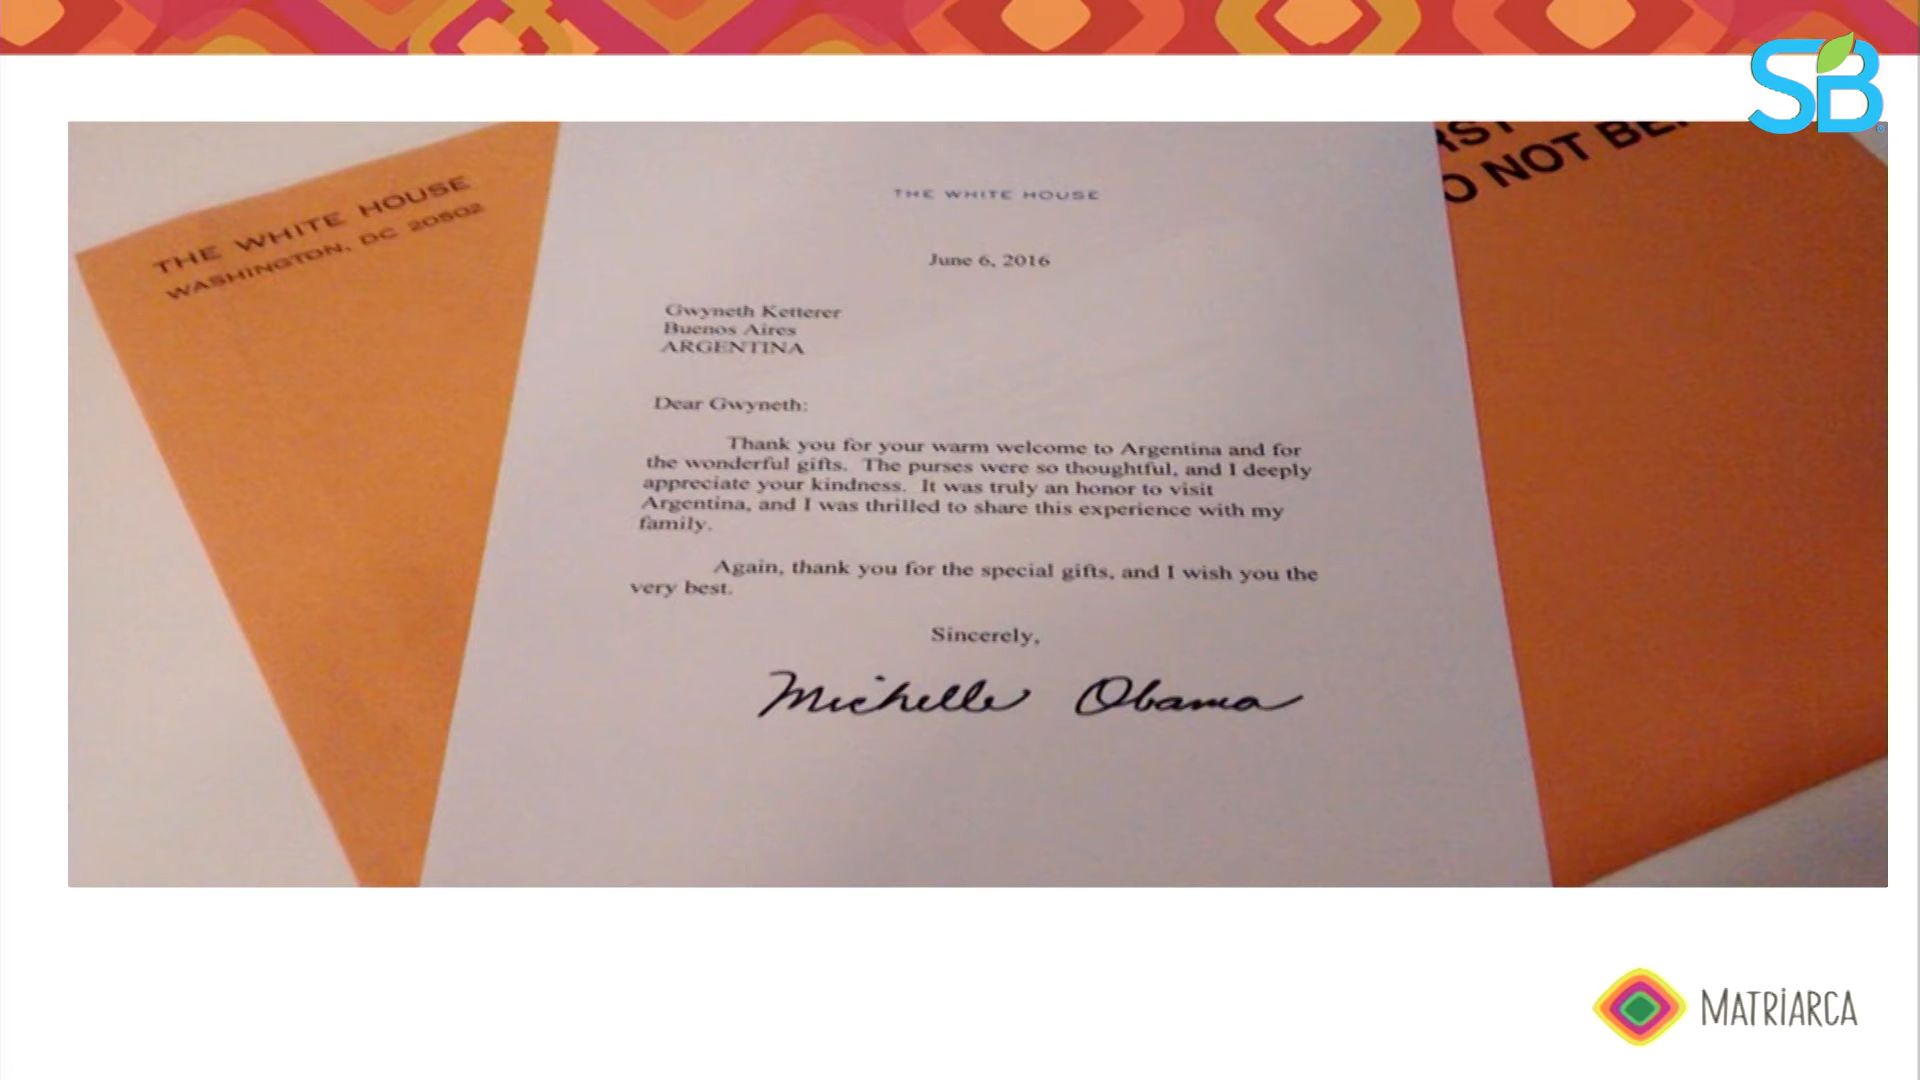 SB
THE WHITE HOUSE
WASHINGTON, DC 20502
DO NOT
THE WHITE HOUSE
June 6, 2016
Gwyneth Ketterer
Buenos Aires
ARGENTINA
Dear Gwyneth:
Thank you for your warm welcome to Argentina and for
the wonderful gifts. The purses were so thoughtful, and I deeply
appreciate your kindness. It was truly an honor to visit
Argentina, and I was thrilled to share this experience with my
family.
Again, thank you for the special gifts, and I wish you the
very best.
Sincerely,
Michelle Obama
MATRIARCA